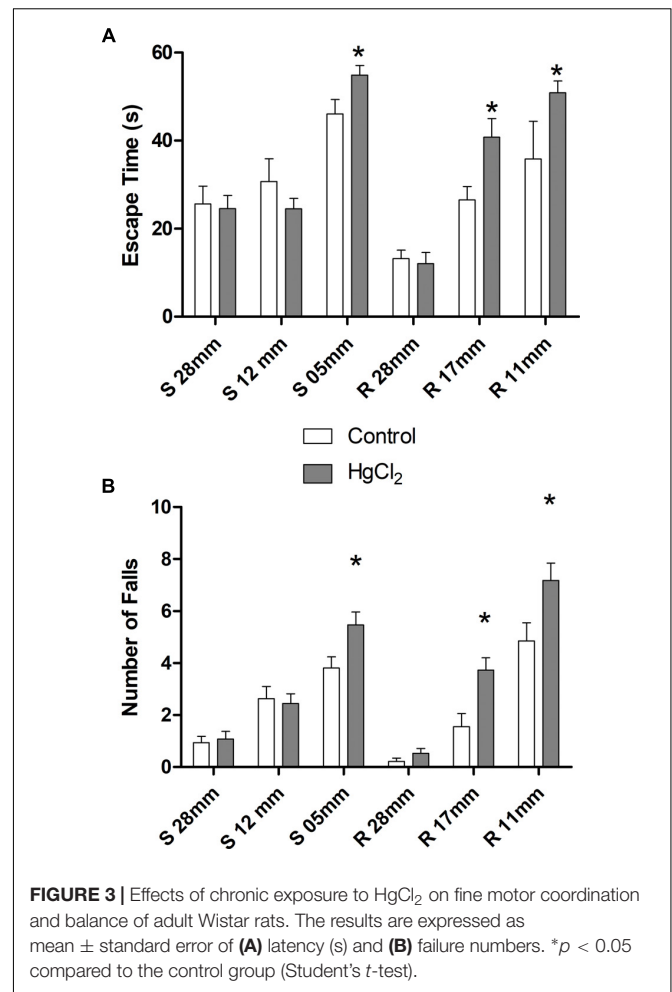 A
60
40
20
0
Escape Time (s)
* * *
S 28mm S 12 mm S 05mm R 28mm R 17mm R 11mm
Control
HgCl₂
B
10
8
6
4
2
0
Number of Falls
* * *
S 28mm S 12 mm S 05mm R 28mm R 17mm R 11mm
FIGURE 3 | Effects of chronic exposure to HgCl₂ on fine motor coordination
and balance of adult Wistar rats. The results are expressed as
mean ± standard error of (A) latency (s) and (B) failure numbers. *p < 0.05
compared to the control group (Student’s t-test).